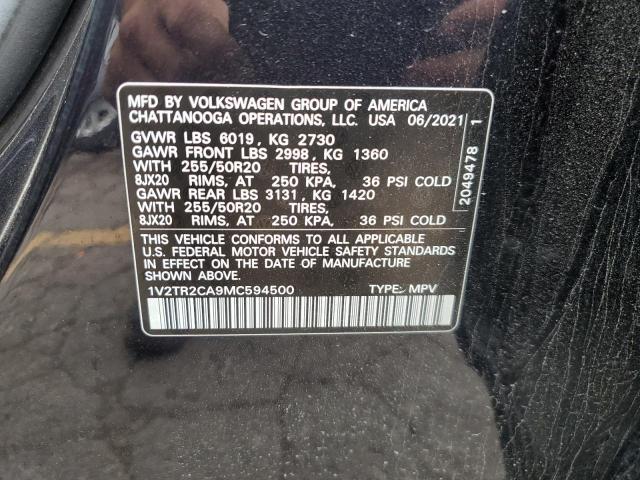 MFD BY VOLKSWAGEN GROUP OF AMERICA
CHATTANOOGA OPERATIONS, LLC. USA 06/2021
GVWR LBS 6019, KG 2730
GAWR FRONT LBS 2998, KG 1360
WITH 255/50R20 TIRES,
8JX20 RIMS, AT 250 KPA, 36 PSI COLD
GAWR REAR LBS 3131, KG 1420
WITH 255/50R20 TIRES,
8JX20 RIMS, AT 250 KPA, 36 PSI COLD
THIS VEHICLE CONFORMS TO ALL APPLICABLE
U.S. FEDERAL MOTOR VEHICLE SAFETY STANDARDS
IN EFFECT ON THE DATE OF MANUFACTURE
SHOWN ABOVE.
1V2TR2CA9MC594500 TYPE: MPV
2049478 1